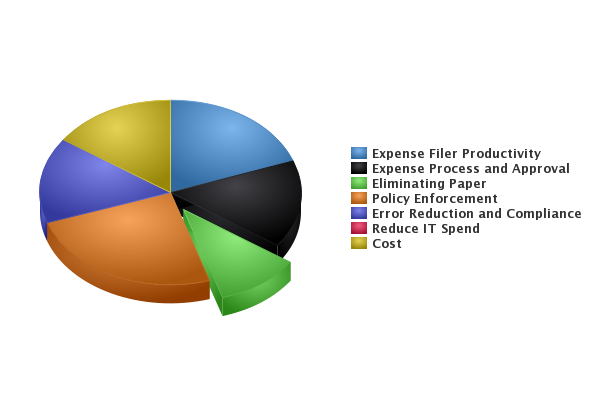 Expense Filer Productivity
Expense Process and Approval
Eliminating Paper
Policy Enforcement
Error Reduction and Compliance
Reduce IT Spend
Cost